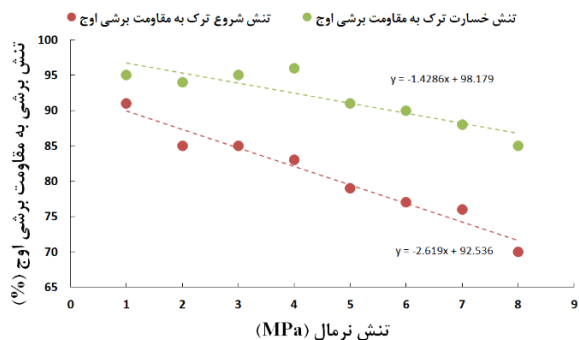 تنش خسارت ترک به مقاومت برشی اوج
تنش شروع ترک به مقاومت برشی اوج
تنش برشی به مقاومت برشی اوج (%)
100
95
90
85
80
75
70
65
y = -1.4286x + 98.179
y = -2.619x + 92.536
0 1 2 3 4 5 6 7 8 9
تنش نرمال (MPa)